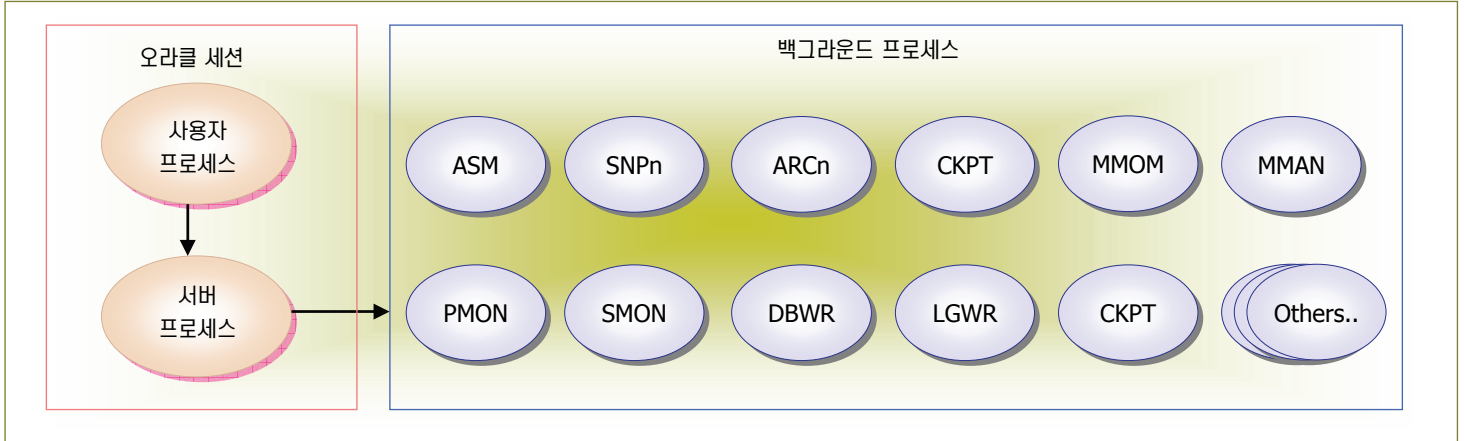 오라클 세션
사용자
프로세스
서버
프로세스
백그라운드 프로세스
ASM
SNPn
ARCn
CKPT
MMOM
MMAN
PMON
SMON
DBWR
LGWR
CKPT
Others..